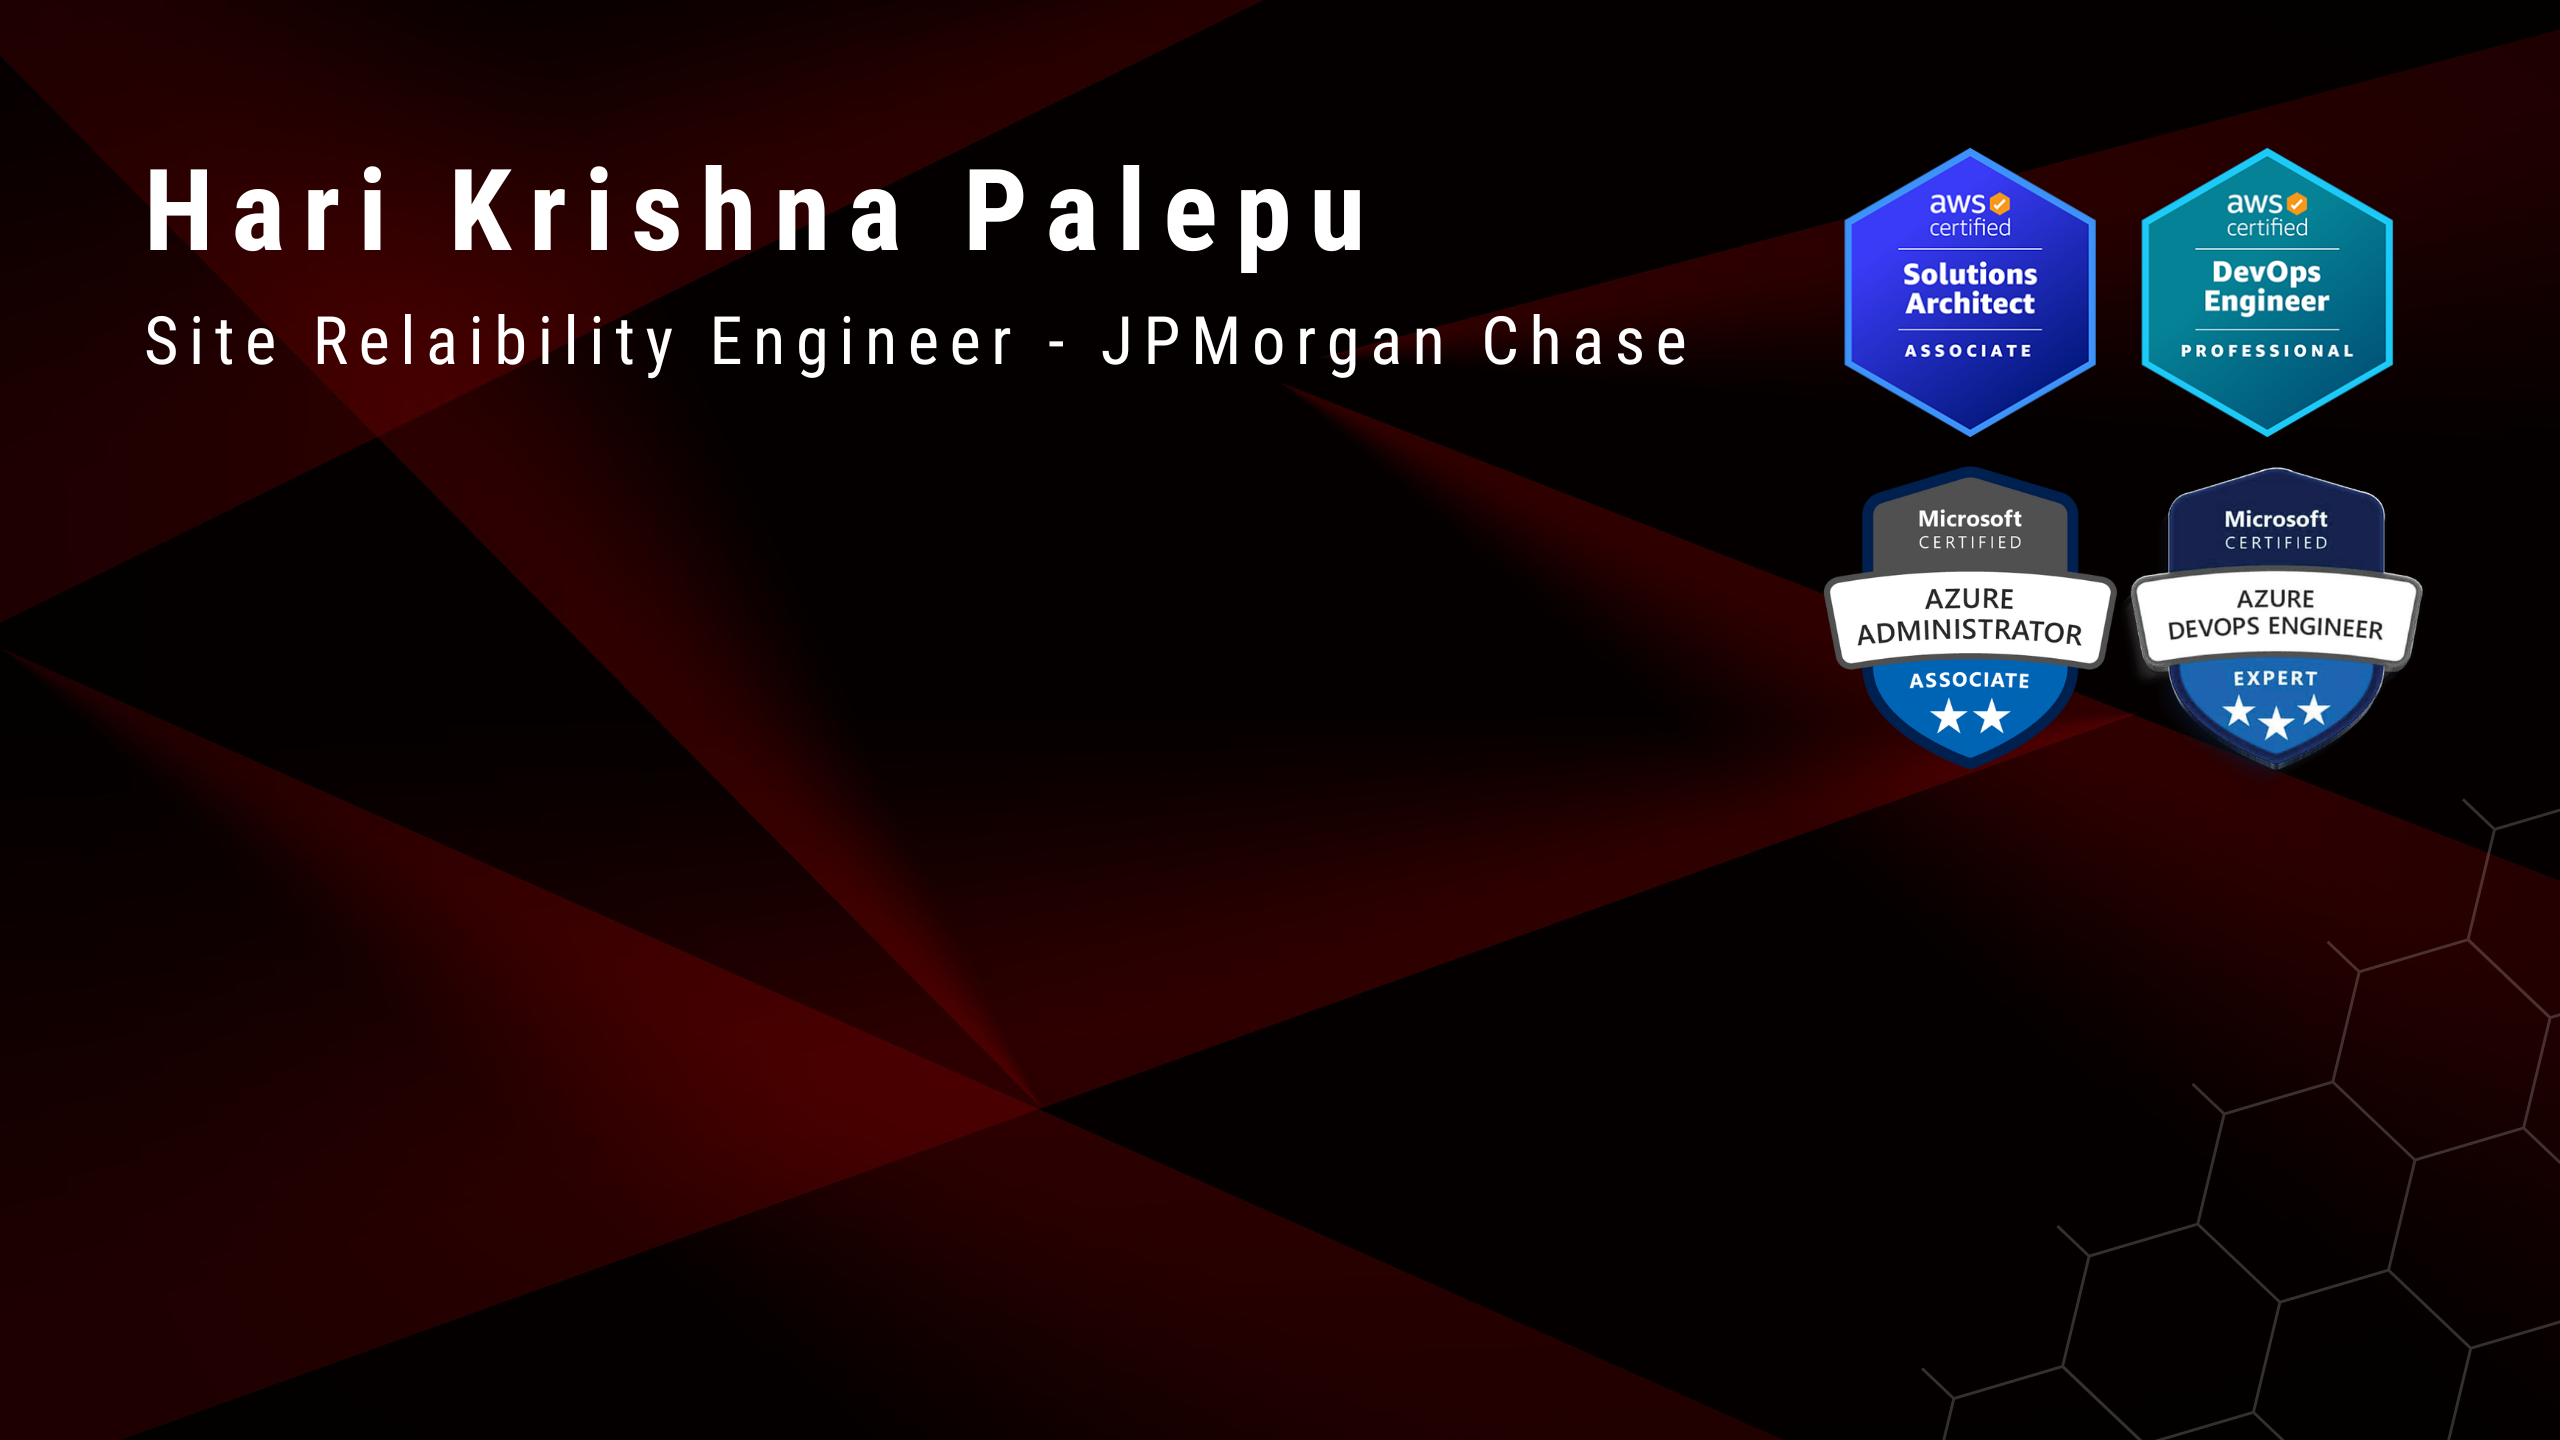 Hari Krishna Palepu
Site Relaibility Engineer - JPMorgan Chase
aws
certified
Solutions
Architect
ASSOCIATE
aws
certified
DevOps
Engineer
PROFESSIONAL
Microsoft
CERTIFIED
AZURE
ADMINISTRATOR
ASSOCIATE
Microsoft
CERTIFIED
AZURE
DEVOPS ENGINEER
EXPERT